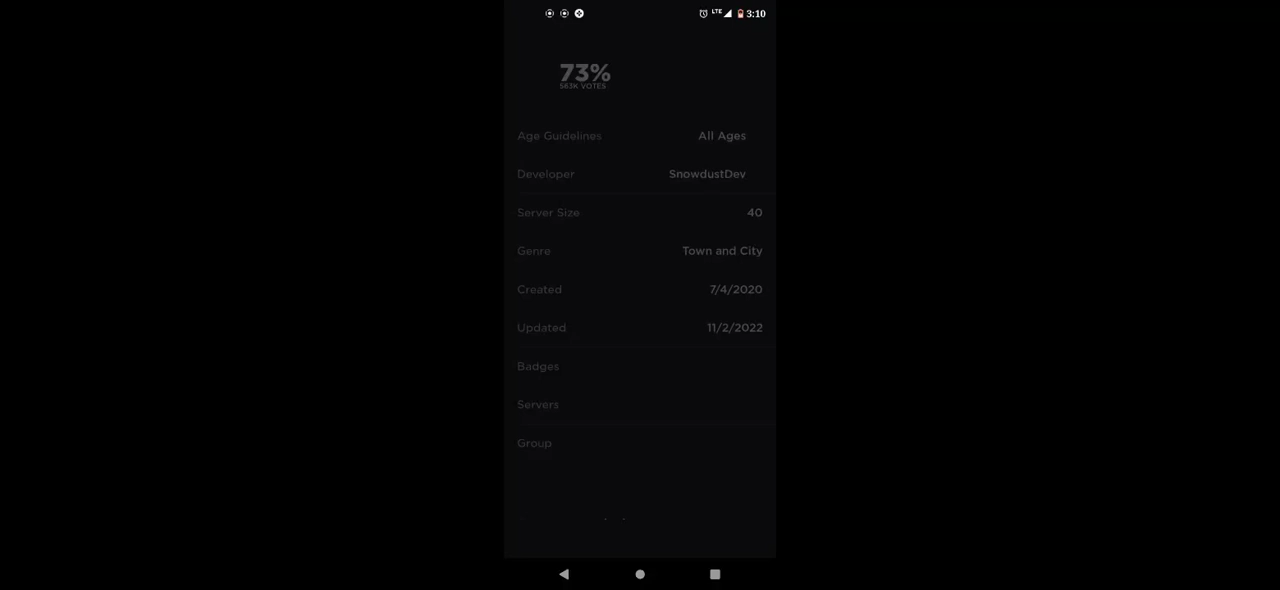 LTE 3:10
73%
563K VOTES
Age Guidelines All Ages
Developer SnowdustDev
Server Size 40
Genre Town and City
Created 7/4/2020
Updated 11/2/2022
Badges
Servers
Group